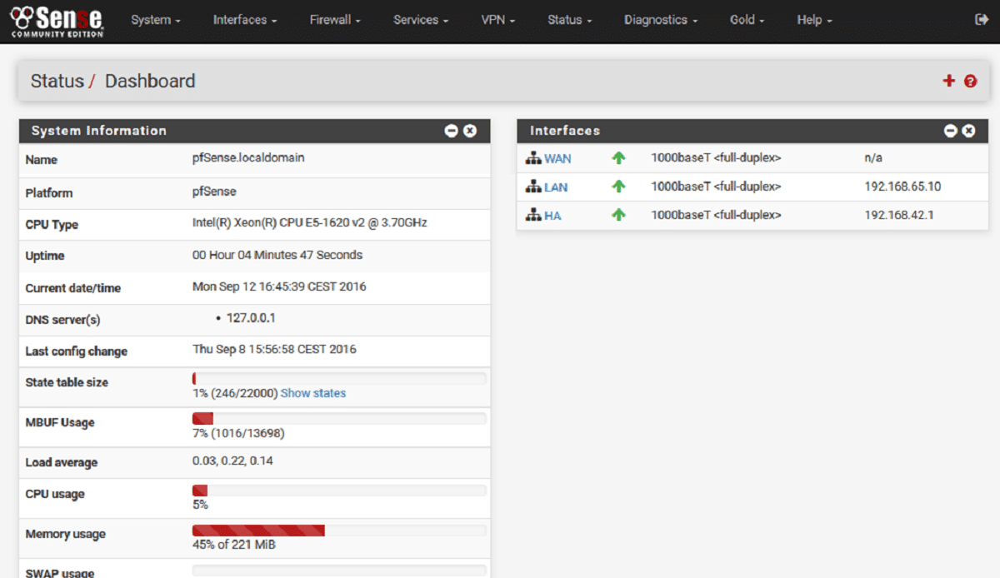 Sense
COMMUNITY EDITION
System Interfaces Firewall Services VPN Status Diagnostics Gold Help
Status / Dashboard
System Information
Name pfSense.localdomain
Platform pfSense
CPU Type Intel(R) Xeon(R) CPU E5-1620 v2 @ 3.70GHz
Uptime 00 Hour 04 Minutes 47 Seconds
Current date/time Mon Sep 12 16:45:39 CEST 2016
DNS server(s) • 127.0.0.1
Last config change Thu Sep 8 15:56:58 CEST 2016
State table size
1% (246/22000) Show states
MBUF Usage
7% (1016/13698)
Load average 0.03, 0.22, 0.14
CPU usage
5%
Memory usage
45% of 221 MiB
SWAP usage
Interfaces
WAN 1000baseT <full-duplex> n/a
LAN 1000baseT <full-duplex> 192.168.65.10
HA 1000baseT <full-duplex> 192.168.42.1